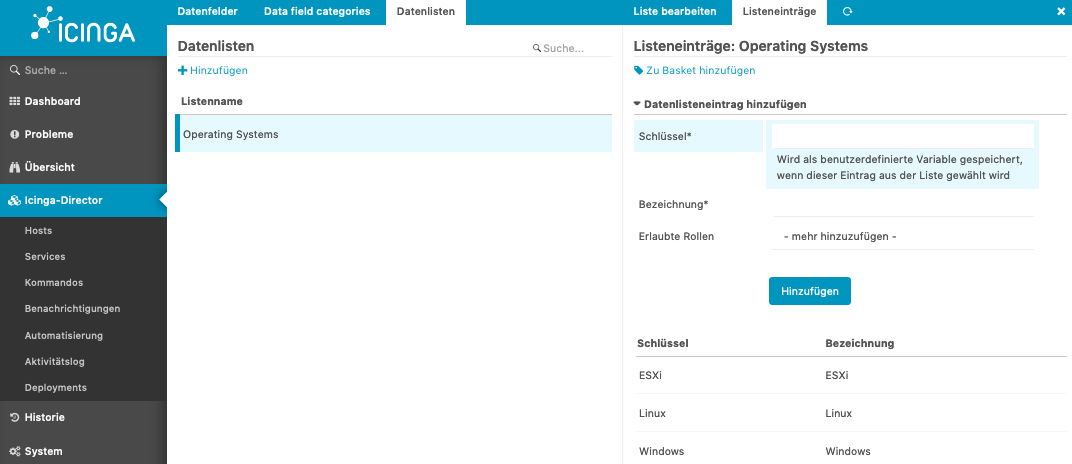 ICINGA
Suche ...
Dashboard
Probleme
Übersicht
Icinga-Director
Hosts
Services
Kommandos
Benachrichtigungen
Automatisierung
Aktivitätslog
Deployments
Historie
System
Datenfelder Data field categories Datenlisten
Datenlisten
Suche...
Hinzufügen
Listenname
Operating Systems
Liste bearbeiten Listeneinträge
Listeneinträge: Operating Systems
Zu Basket hinzufügen
Datenlisteneintrag hinzufügen
Schlüssel*
Wird als benutzerdefinierte Variable gespeichert,
wenn dieser Eintrag aus der Liste gewählt wird
Bezeichnung*
Erlaubte Rollen - mehr hinzuzufügen -
Hinzufügen
Schlüssel Bezeichnung
ESXi ESXi
Linux Linux
Windows Windows